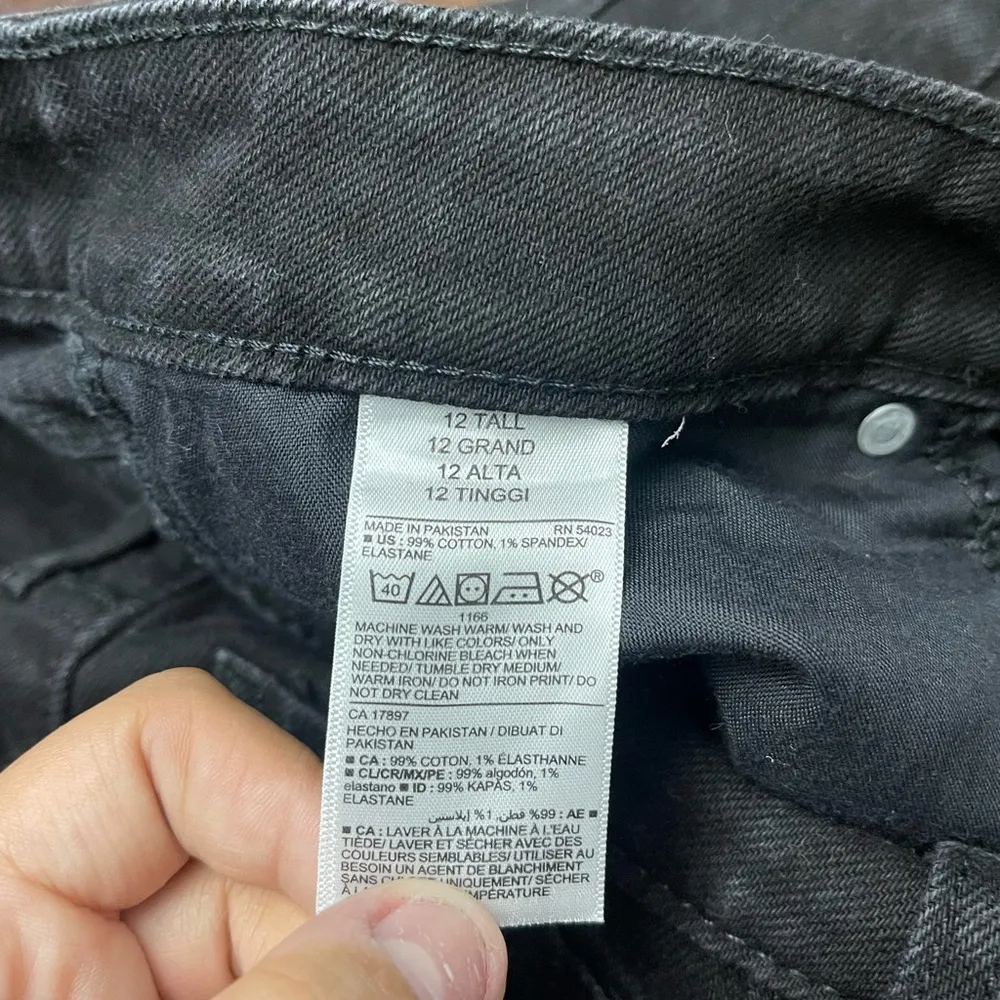 12 TALL
12 GRAND
12 ALTA
12 TINGGI
MADE IN PAKISTAN RN 54023
■ US : 99% COTTON, 1% SPANDEX/
ELASTANE
40
1166
MACHINE WASH WARM/ WASH AND
DRY WITH LIKE COLORS/ ONLY
NON-CHLORINE BLEACH WHEN
NEEDED/ TUMBLE DRY MEDIUM/
WARM IRON/ DO NOT IRON PRINT/ DO
NOT DRY CLEAN
CA 17897
HECHO EN PAKISTAN / DIBUAT DI
PAKISTAN
■ CA : 99% COTON, 1% ÉLASTHANNE
■ CL/CR/MX/PE : 99% algodón, 1%
elastano ■ ID : 99% KAPAS, 1%
ELASTANE
■ AE : 99% قطن, 1% إيلاستين
■ CA : LAVER À LA MACHINE À L'EAU
TIÈDE/ LAVER ET SÉCHER AVEC DES
COULEURS SEMBLABLES/ UTILISER AU
BESOIN UN AGENT DE BLANCHIMENT
SANS UNIQUEMENT/ SÉCHER
À